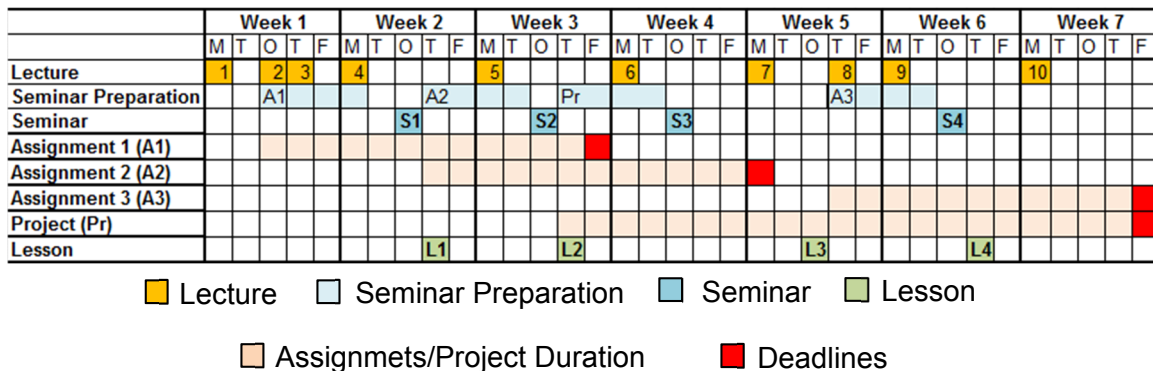 Week 1 Week 2 Week 3 Week 4 Week 5 Week 6 Week 7
M T O T F M T O T F M T O T F M T O T F M T O T F M T O T F M T O T F
Lecture 1 2 3 4 5 6 7 8 9 10
Seminar Preparation A1 A2 Pr A3
Seminar S1 S2 S3 S4
Assignment 1 (A1)
Assignment 2 (A2)
Assignment 3 (A3)
Project (Pr)
Lesson L1 L2 L3 L4
Lecture Seminar Preparation Seminar Lesson
Assignmets/Project Duration Deadlines